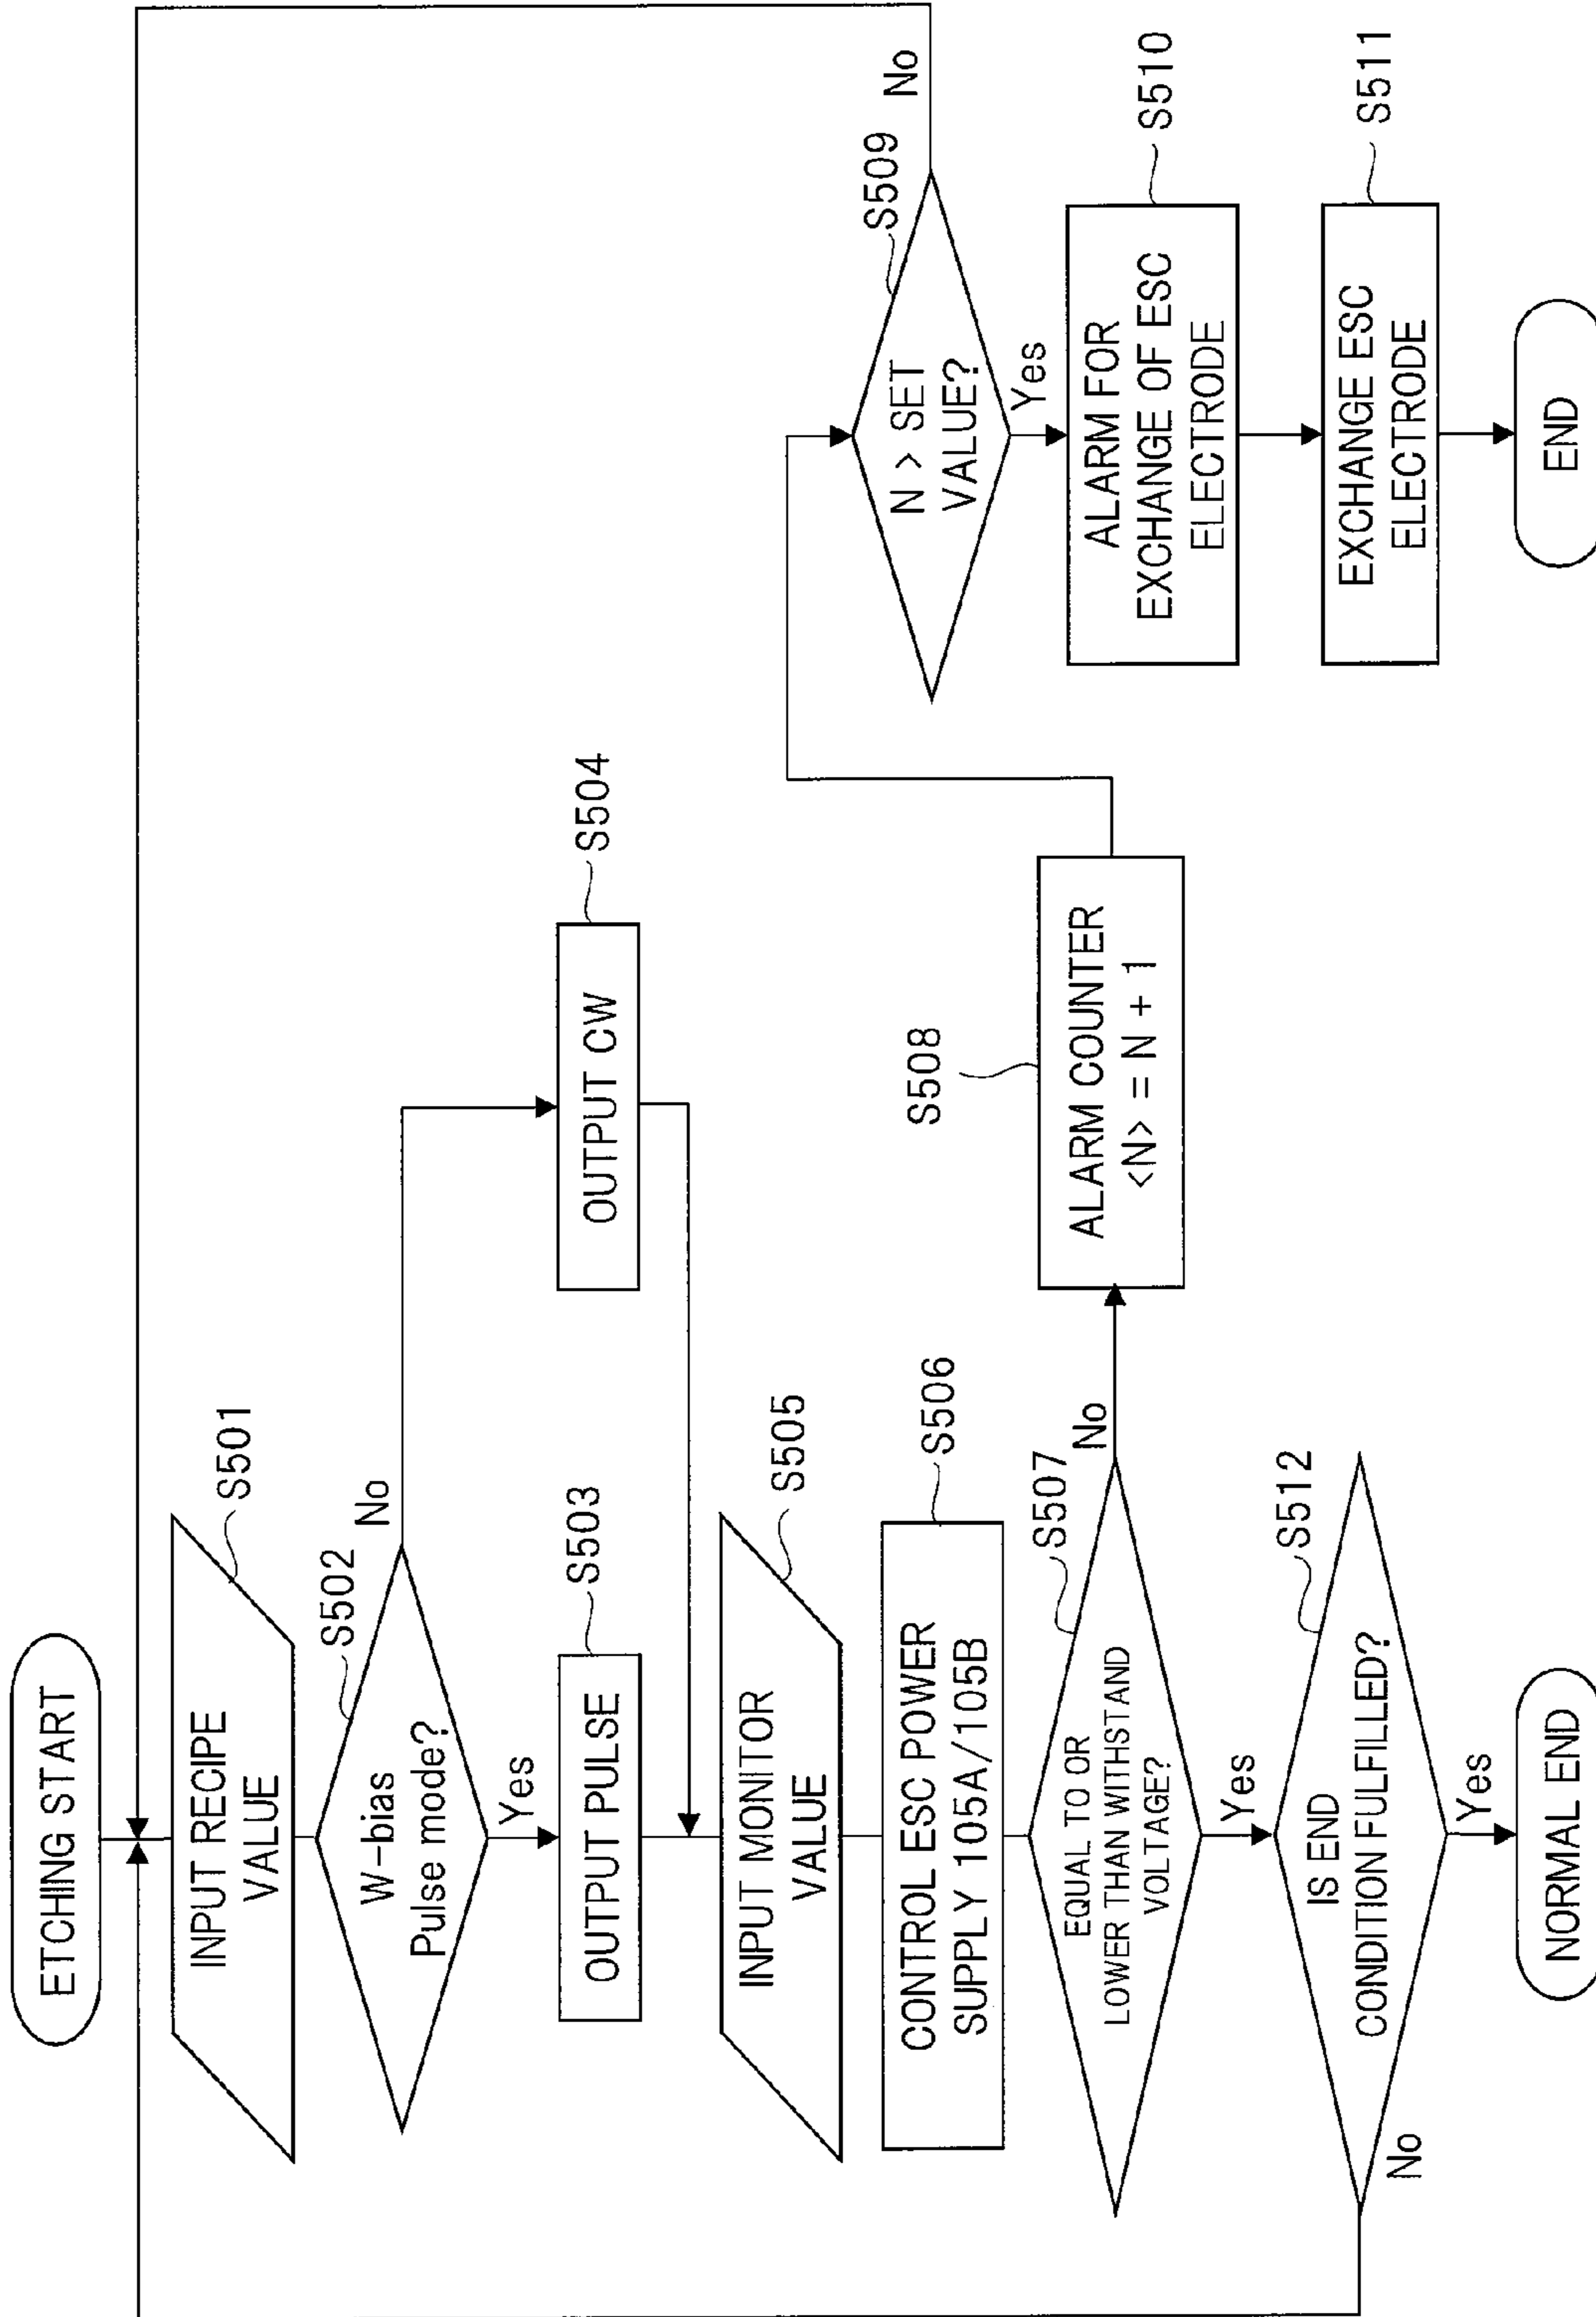 ETCHING START
INPUT RECIPE
VALUE
S501
W-bias
Pulse mode?
S502
No
Yes
OUTPUT PULSE
S503
OUTPUT CW
S504
INPUT MONITOR
VALUE
S505
CONTROL ESC POWER
SUPPLY 105A/105B
S506
EQUAL TO OR
LOWER THAN WITHSTAND
VOLTAGE?
S507
No
Yes
ALARM COUNTER
<N> = N + 1
S508
N > SET
VALUE?
S509
No
Yes
ALARM FOR
EXCHANGE OF ESC
ELECTRODE
S510
EXCHANGE ESC
ELECTRODE
S511
END
IS END
CONDITION FULFILLED?
S512
No
Yes
NORMAL END